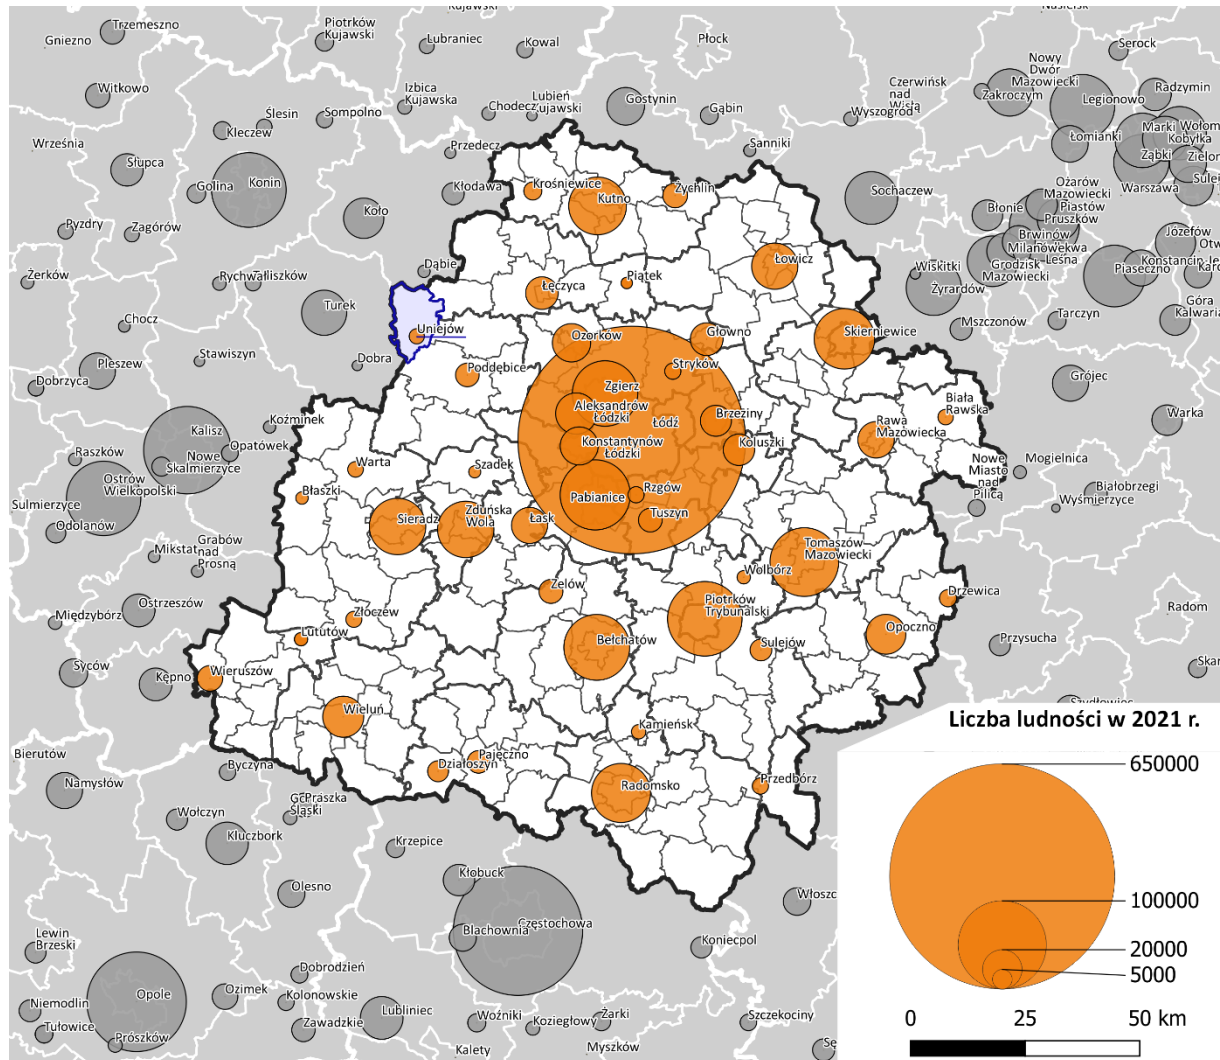 Trzemeszno
Gniezno
Piotrków
Kujawski
Lubraniec
Kowal
Płock
Serock
Nowy
Dwór
Mazowiecki
Zakroczym
Legionowo
Radzymin
Witkowo
Izbica
Kujawska
Chodecz
Lubień
Kujawski
Gostynin
Gąbin
Czerwińsk
nad
Wisłą
Wyszogród
Ślesin
Sompolno
Kleczew
Września
Łomianki
Marki
Wołom
Kobyłka
Ząbki
Zielon
Słupca
Przedecz
Sanniki
Golina
Konin
Kłodawa
Krośniewice
Kutno
Żychlin
Sochaczew
Ożarów
Mazowiecki
Warszawa
Sulej
Piastów
Pruszków
Błonie
Brwinów
Milanówek
Leśna
Józefów
Otw
Pyzdry
Zagórów
Koło
Żerków
Rychwał
Tuliszków
Dąbie
Łęczyca
Piątek
Łowicz
Wiskitki
Grodzisk
Mazowiecki
Żyrardów
Piaseczno
Konstancin-Je
Karc
Góra
Kalwaria
Turek
Uniejów
Ozorków
Głowno
Skierniewice
Mszczonów
Tarczyn
Chocz
Stawiszyn
Dobra
Poddębice
Stryków
Zgierz
Pleszew
Dobrzyca
Grójec
Koźminek
Aleksandrów
Łódzki
Łódź
Brzeziny
Biała
Rawska
Rawa
Mazowiecka
Warka
Kalisz
Opatówek
Nowe
Skalmierzyce
Raszków
Ostrów
Wielkopolski
Konstantynów
Łódzki
Koluszki
Nowe
Miasto
nad
Pilicą
Mogielnica
Warta
Szadek
Błaszki
Pabianice
Rzgów
Tuszyn
Białobrzegi
Wyśmierzyce
Sulmierzyce
Odolanów
Sieradz
Zduńska
Wola
Łask
Mikstat
Grabów
nad
Prosną
Tomaszów
Mazowiecki
Wolbórz
Zelów
Drzewica
Radom
Międzybórz
Ostrzeszów
Złoczew
Lututów
Piotrków
Trybunalski
Bełchatów
Sulejów
Opoczno
Przysucha
Skar
Syców
Kępno
Wieruszów
Wieluń
Szydłowiec
Kamieńsk
Bierutów
Namysłów
Byczyna
Działoszyn
Pajęczno
Radomsko
Przedbórz
Wołczyn
Praszka
Śląski
Kluczbork
Krzepice
Kłobuck
Olesno
Częstochowa
Blachownia
Włoszc
Koniecpol
Lewin
Brzeski
Dobrodzień
Opole
Ozimek
Kolonowskie
Zawadzkie
Lubliniec
Woźniki
Koziegłowy
Żarki
Szczekociny
Niemodlin
Tułowice
Prószków
Kalety
Myszków
Liczba ludności w 2021 r.
650000
100000
20000
5000
0 25 50 km